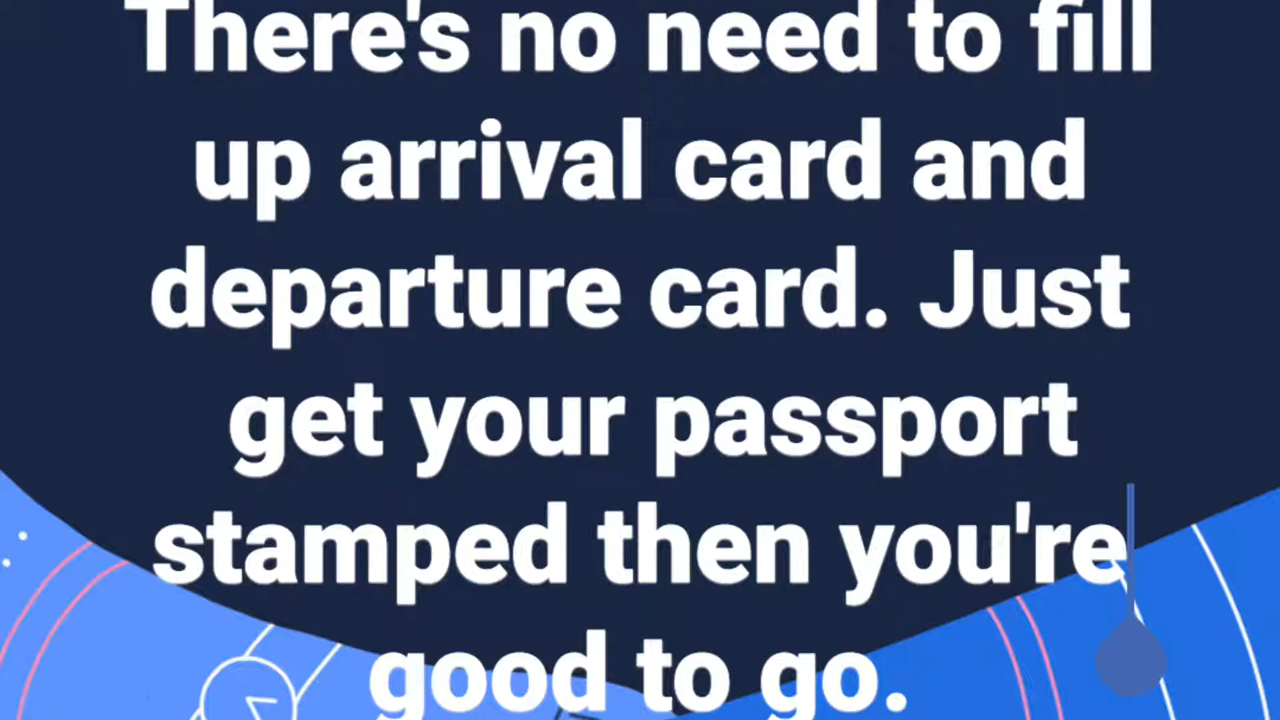 There's no need to fill
up arrival card and
departure card. Just
get your passport
stamped then you're
good to go.